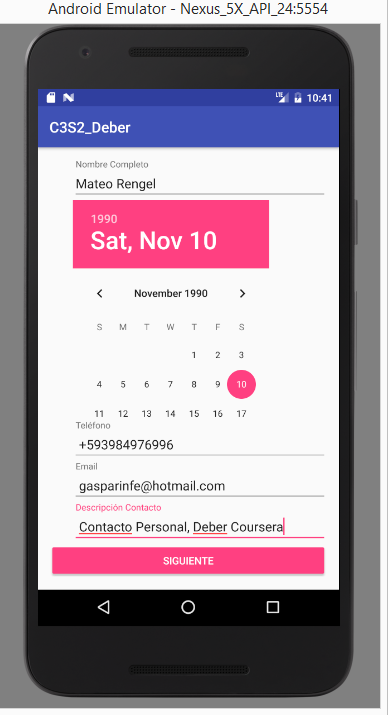 Android Emulator - Nexus_5X_API_24:5554
LTE 10:41
C3S2_Deber
Nombre Completo
Mateo Rengel
1990
Sat, Nov 10
November 1990
S M T W T F S
1 2 3
4 5 6 7 8 9 10
11 12 13 14 15 16 17
Teléfono
+593984976996
Email
gasparinfe@hotmail.com
Descripción Contacto
Contacto Personal, Deber Coursera
SIGUIENTE